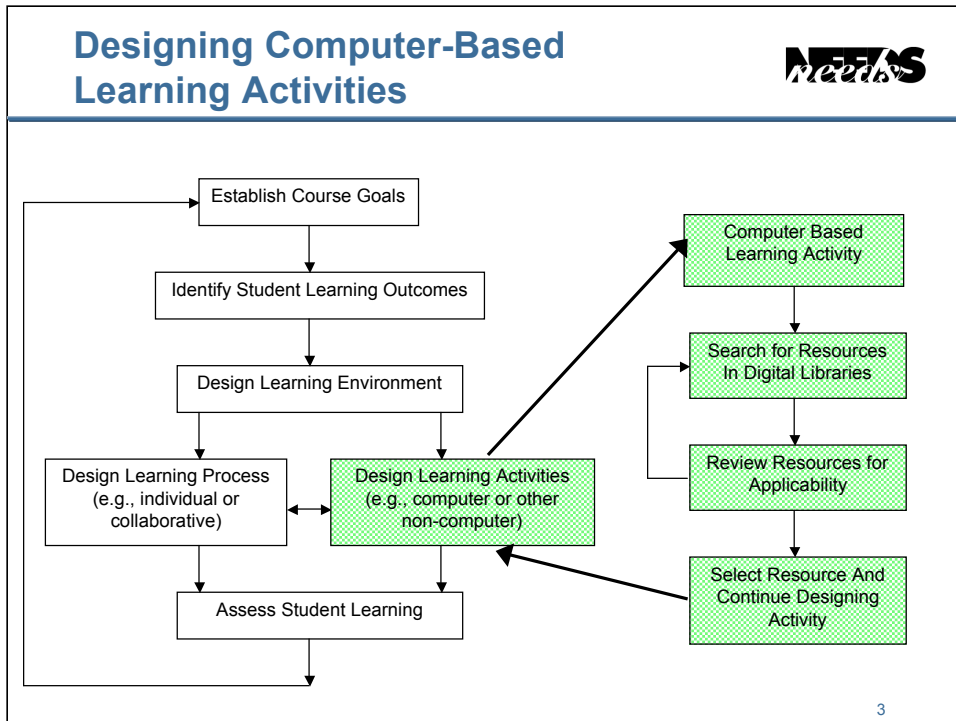 Designing Computer-Based
Learning Activities
NEEDS
needs
Establish Course Goals
Identify Student Learning Outcomes
Design Learning Environment
Design Learning Process
(e.g., individual or
collaborative)
Design Learning Activities
(e.g., computer or other
non-computer)
Assess Student Learning
Computer Based
Learning Activity
Search for Resources
In Digital Libraries
Review Resources for
Applicability
Select Resource And
Continue Designing
Activity
3